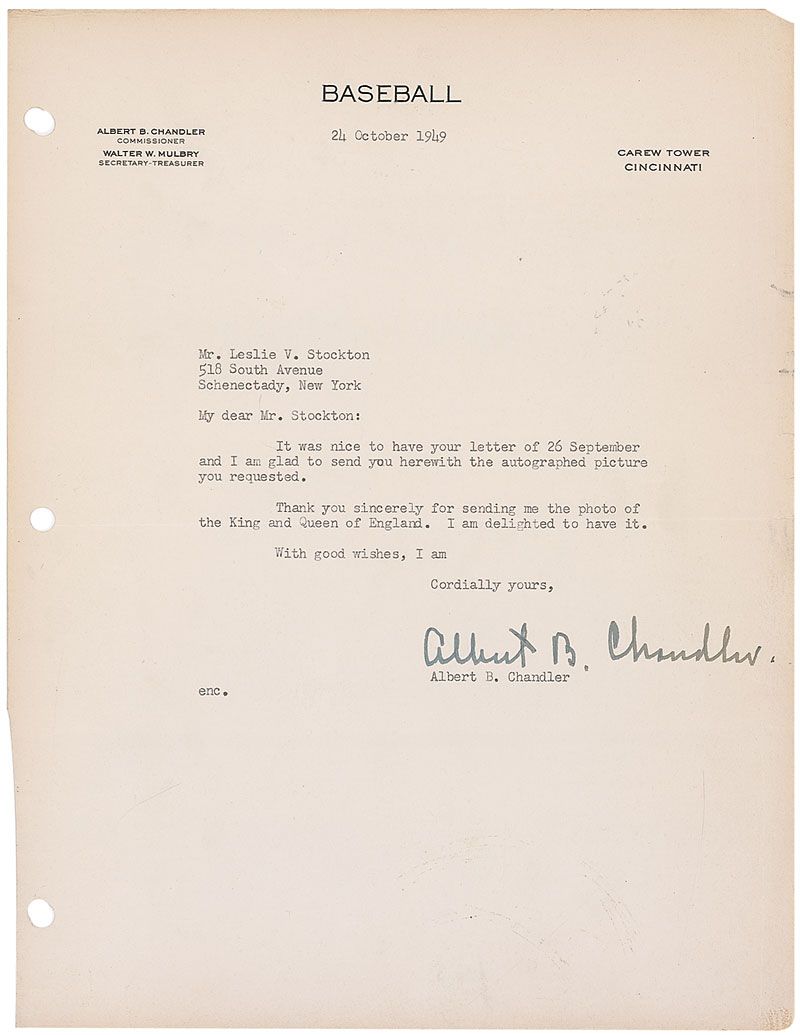 BASEBALL
ALBERT B. CHANDLER
COMMISSIONER
WALTER W. MULBRY
SECRETARY-TREASURER
24 October 1949
CAREW TOWER
CINCINNATI
Mr. Leslie V. Stockton
518 South Avenue
Schenectady, New York
My dear Mr. Stockton:
It was nice to have your letter of 26 September
and I am glad to send you herewith the autographed picture
you requested.
Thank you sincerely for sending me the photo of
the King and Queen of England. I am delighted to have it.
With good wishes, I am
Cordially yours,
Albert B. Chandler.
Albert B. Chandler
enc.